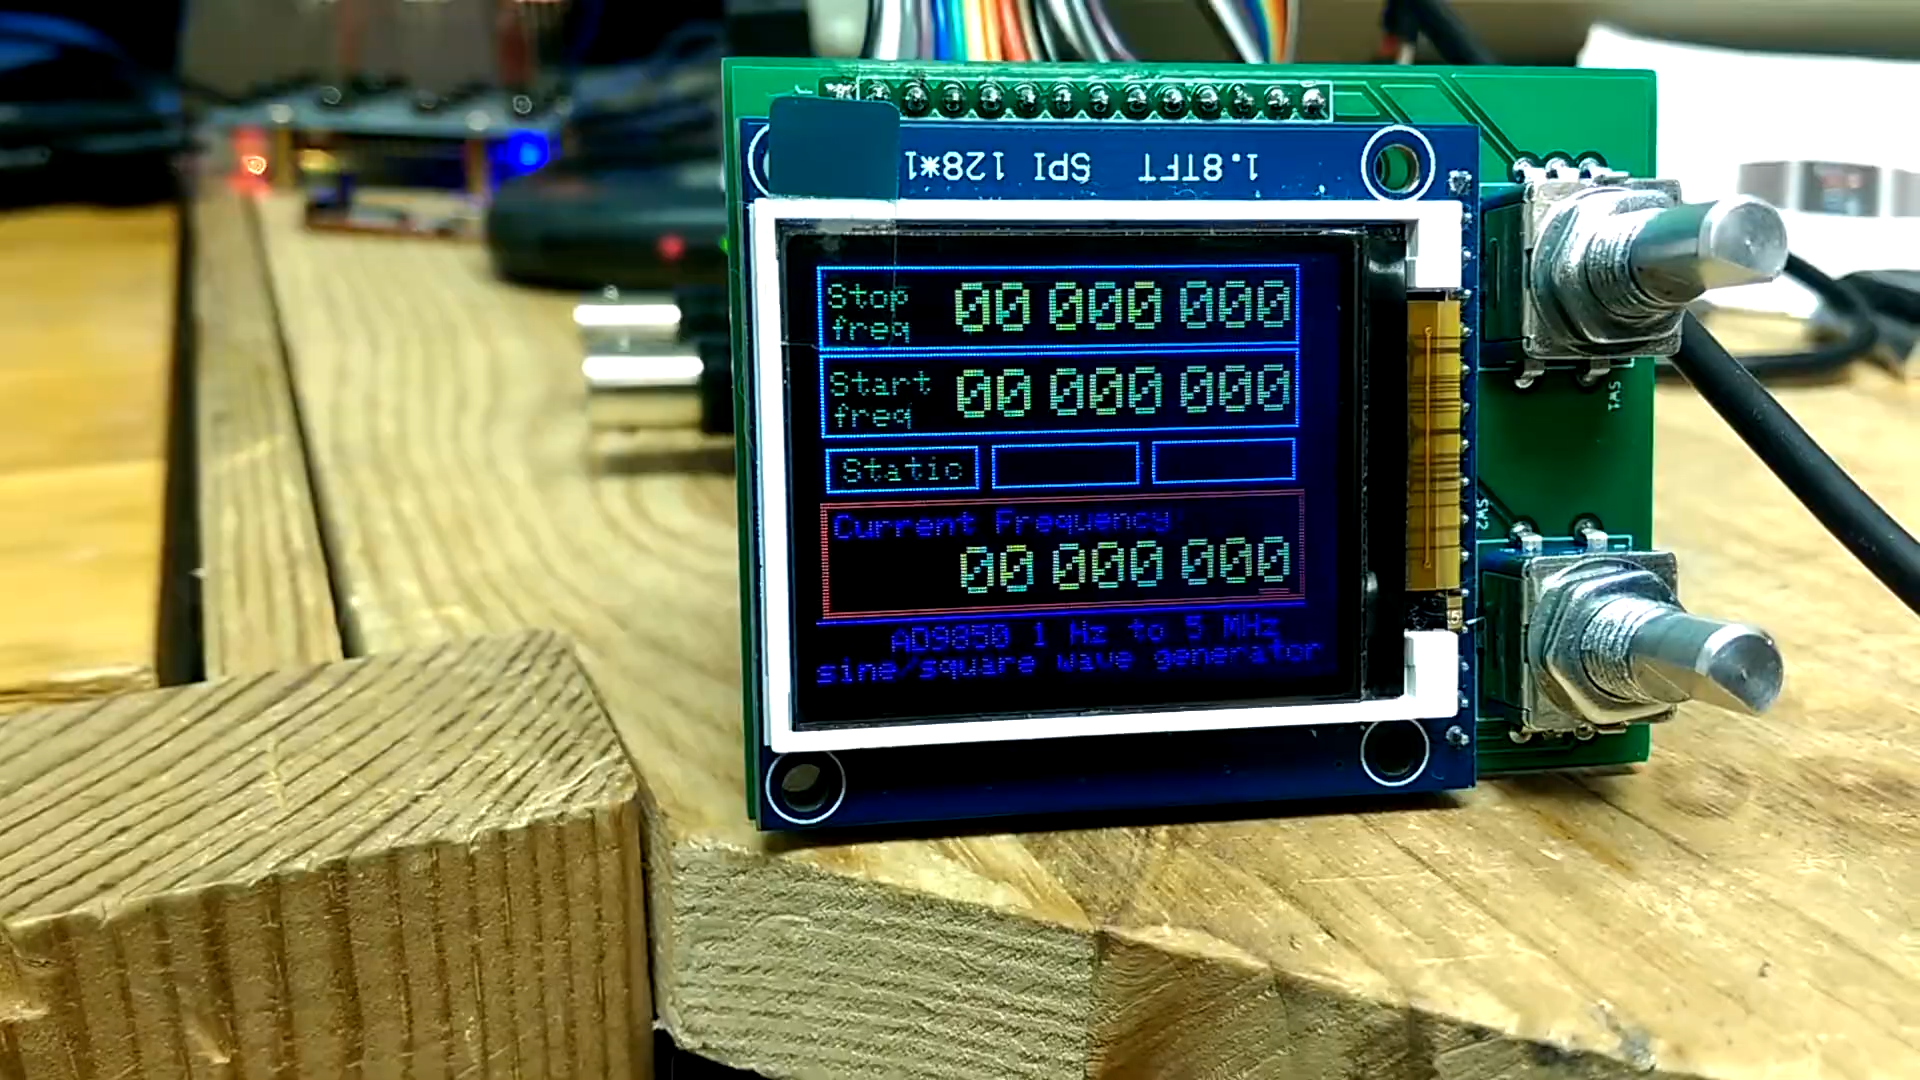 1.8TFT SPI 128*1
Stop
freq 00 000 000
Start
freq 00 000 000
Static
Current Frequency
00 000 000
AD9850 1 Hz to 5 MHz
sine/square wave generator
SW1
SW2